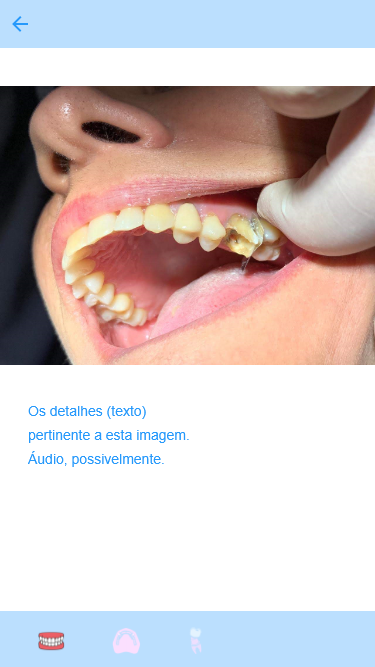 Os detalhes (texto)
pertinente a esta imagem.
Áudio, possivelmente.